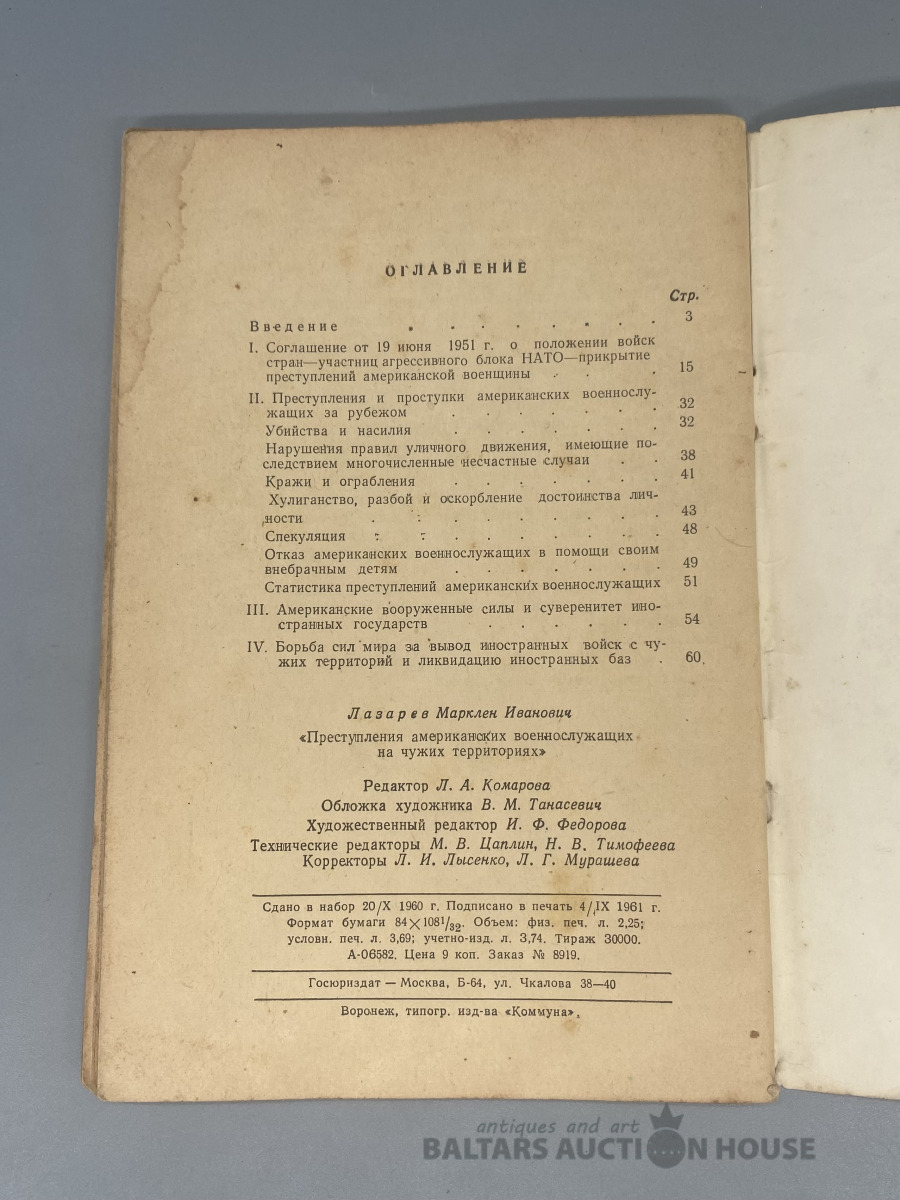 ОГЛАВЛЕНИЕ
Стр.
Введение . . . . . . . 3
I. Соглашение от 19 июня 1951 г. о положении войск
стран—участниц агрессивного блока НАТО—прикрытие
преступлений американской военщины . . . 15
II. Преступления и проступки американских военнослу-
жащих за рубежом . . . . . . 32
Убийства и насилия . . . . . . 32
Нарушения правил уличного движения, имеющие по-
следствием многочисленные несчастные случаи . . 38
Кражи и ограбления . . . . . . 41
Хулиганство, разбой и оскорбление достоинства лич-
ности . . . . . . . . 43
Спекуляция . . . . . . . . 48
Отказ американских военнослужащих в помощи своим
внебрачным детям . . . . . . 49
Статистика преступлений американских военнослужащих 51
III. Американские вооруженные силы и суверенитет ино-
странных государств . . . . . . 54
IV. Борьба сил мира за вывод иностранных войск с чу-
жих территорий и ликвидацию иностранных баз . 60
Лазарев Марклен Иванович
«Преступления американских военнослужащих
на чужих территориях»
Редактор Л. А. Комарова
Обложка художника В. М. Танасевич
Художественный редактор И. Ф. Федорова
Технические редакторы М. В. Цаплин, Н. В. Тимофеева
Корректоры Л. И. Лысенко, Л. Г. Мурашева
Сдано в набор 20/X 1960 г. Подписано в печать 4/IX 1961 г.
Формат бумаги 84×108¹/₃₂. Объем: физ. печ. л. 2,25;
условн. печ. л. 3,69; учетно-изд. л. 3,74. Тираж 30000.
А-06582. Цена 9 коп. Заказ № 8919.
Госюриздат — Москва, Б-64, ул. Чкалова 38—40
Воронеж, типогр. изд-ва «Коммуна».
antiques and art
BALTARS AUCTION HOUSE